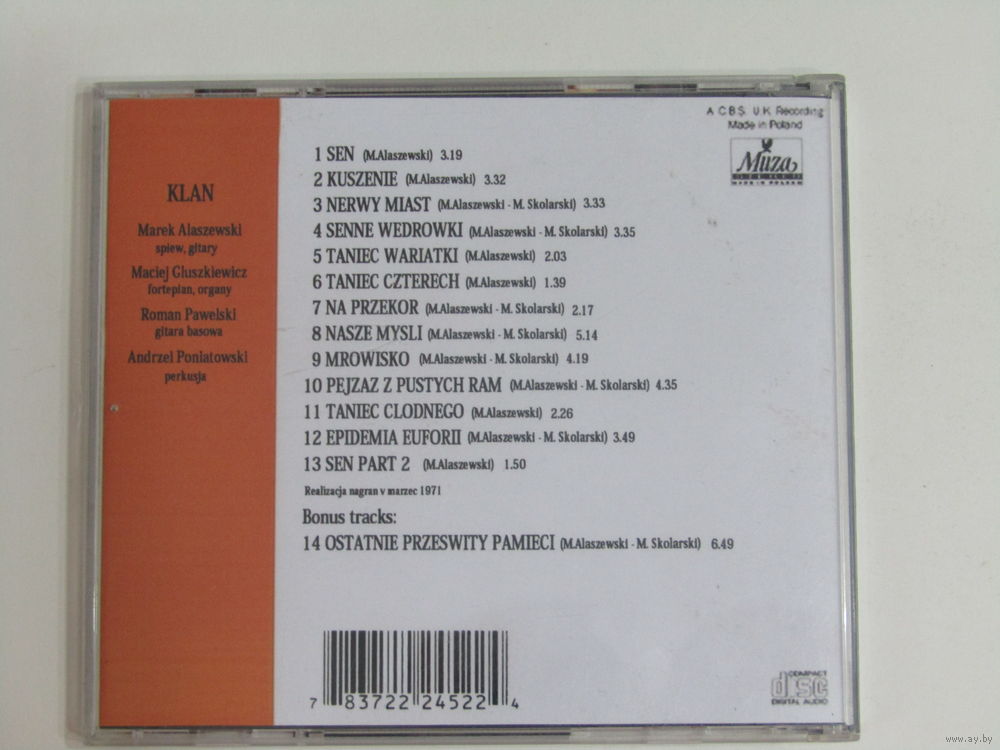 A CBS U.K. Recording
Made in Poland
Muza
MADE IN POLAND
KLAN
Marek Alaszewski
spiew, gitary
Maciej Gluszkiewicz
fortepian, organy
Roman Pawelski
gitara basowa
Andrzel Poniatowski
perkusja
1 SEN (M.Alaszewski) 3.19
2 KUSZENIE (M.Alaszewski) 3.32
3 NERWY MIAST (M.Alaszewski - M. Skolarski) 3.33
4 SENNE WEDROWKI (M.Alaszewski - M. Skolarski) 3.35
5 TANIEC WARIATKI (M.Alaszewski) 2.03
6 TANIEC CZTERECH (M.Alaszewski) 1.39
7 NA PRZEKOR (M.Alaszewski - M. Skolarski) 2.17
8 NASZE MYSLI (M.Alaszewski - M. Skolarski) 5.14
9 MROWISKO (M.Alaszewski - M. Skolarski) 4.19
10 PEJZAZ Z PUSTYCH RAM (M.Alaszewski - M. Skolarski) 4.35
11 TANIEC CLODNEGO (M.Alaszewski) 2.26
12 EPIDEMIA EUFORII (M.Alaszewski - M. Skolarski) 3.49
13 SEN PART 2 (M.Alaszewski) 1.50
Realizacja nagran v marzec 1971
Bonus tracks:
14 OSTATNIE PRZESWITY PAMIECI (M.Alaszewski - M. Skolarski) 6.49
7 83722 24522 4
COMPACT
disc
DIGITAL AUDIO
www.ay.by